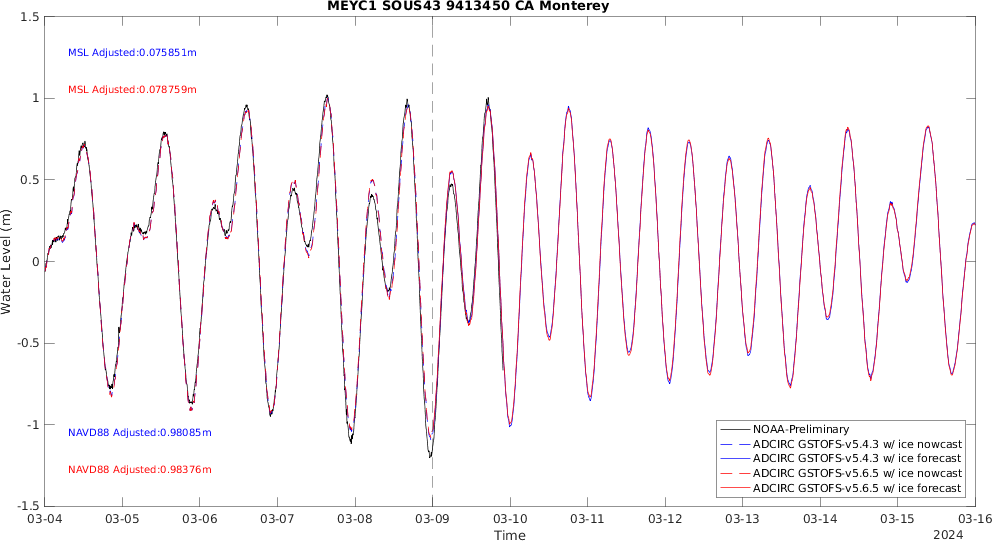 MEYC1 SOUS43 9413450 CA Monterey
1.5
1
0.5
0
-0.5
-1
-1.5
Water Level (m)
MSL Adjusted:0.075851m
MSL Adjusted:0.078759m
NAVD88 Adjusted:0.98085m
NAVD88 Adjusted:0.98376m
NOAA-Preliminary
ADCIRC GSTOFS-v5.4.3 w/ ice nowcast
ADCIRC GSTOFS-v5.4.3 w/ ice forecast
ADCIRC GSTOFS-v5.6.5 w/ ice nowcast
ADCIRC GSTOFS-v5.6.5 w/ ice forecast
03-04 03-05 03-06 03-07 03-08 03-09 03-10 03-11 03-12 03-13 03-14 03-15 03-16
Time
2024